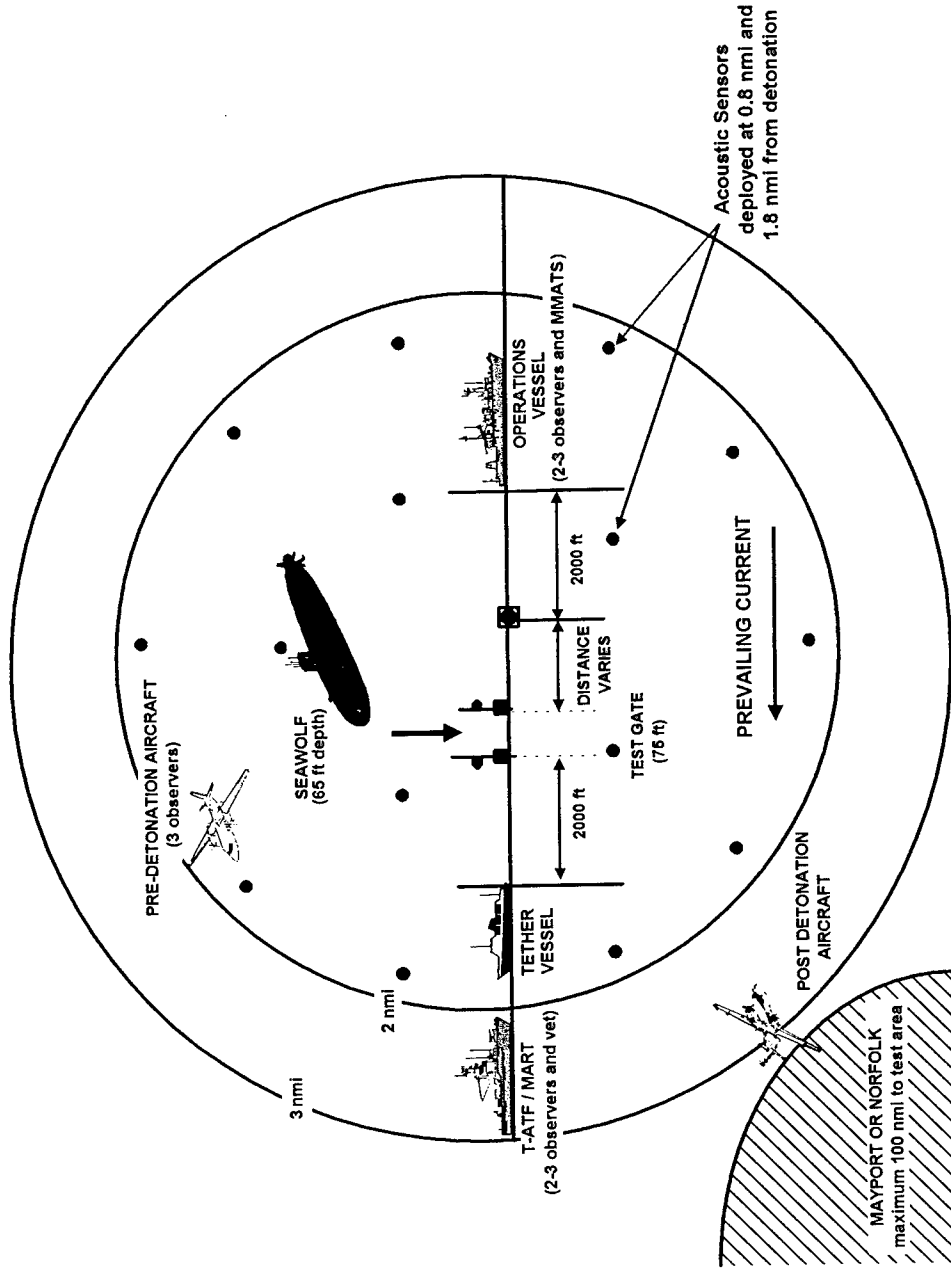 PRE-DETONATION AIRCRAFT
(3 observers)
SEAWOLF
(65 ft depth)
3 nmi
2 nmi
T-ATF / MART
(2-3 observers and vet)
TETHER
VESSEL
2000 ft
TEST GATE
(75 ft)
DISTANCE
VARIES
2000 ft
OPERATIONS
VESSEL
(2-3 observers and MMATS)
Acoustic Sensors
deployed at 0.8 nmi and
1.8 nmi from detonation
PREVAILING CURRENT
POST DETONATION
AIRCRAFT
MAYPORT OR NORFOLK
maximum 100 nmi to test area